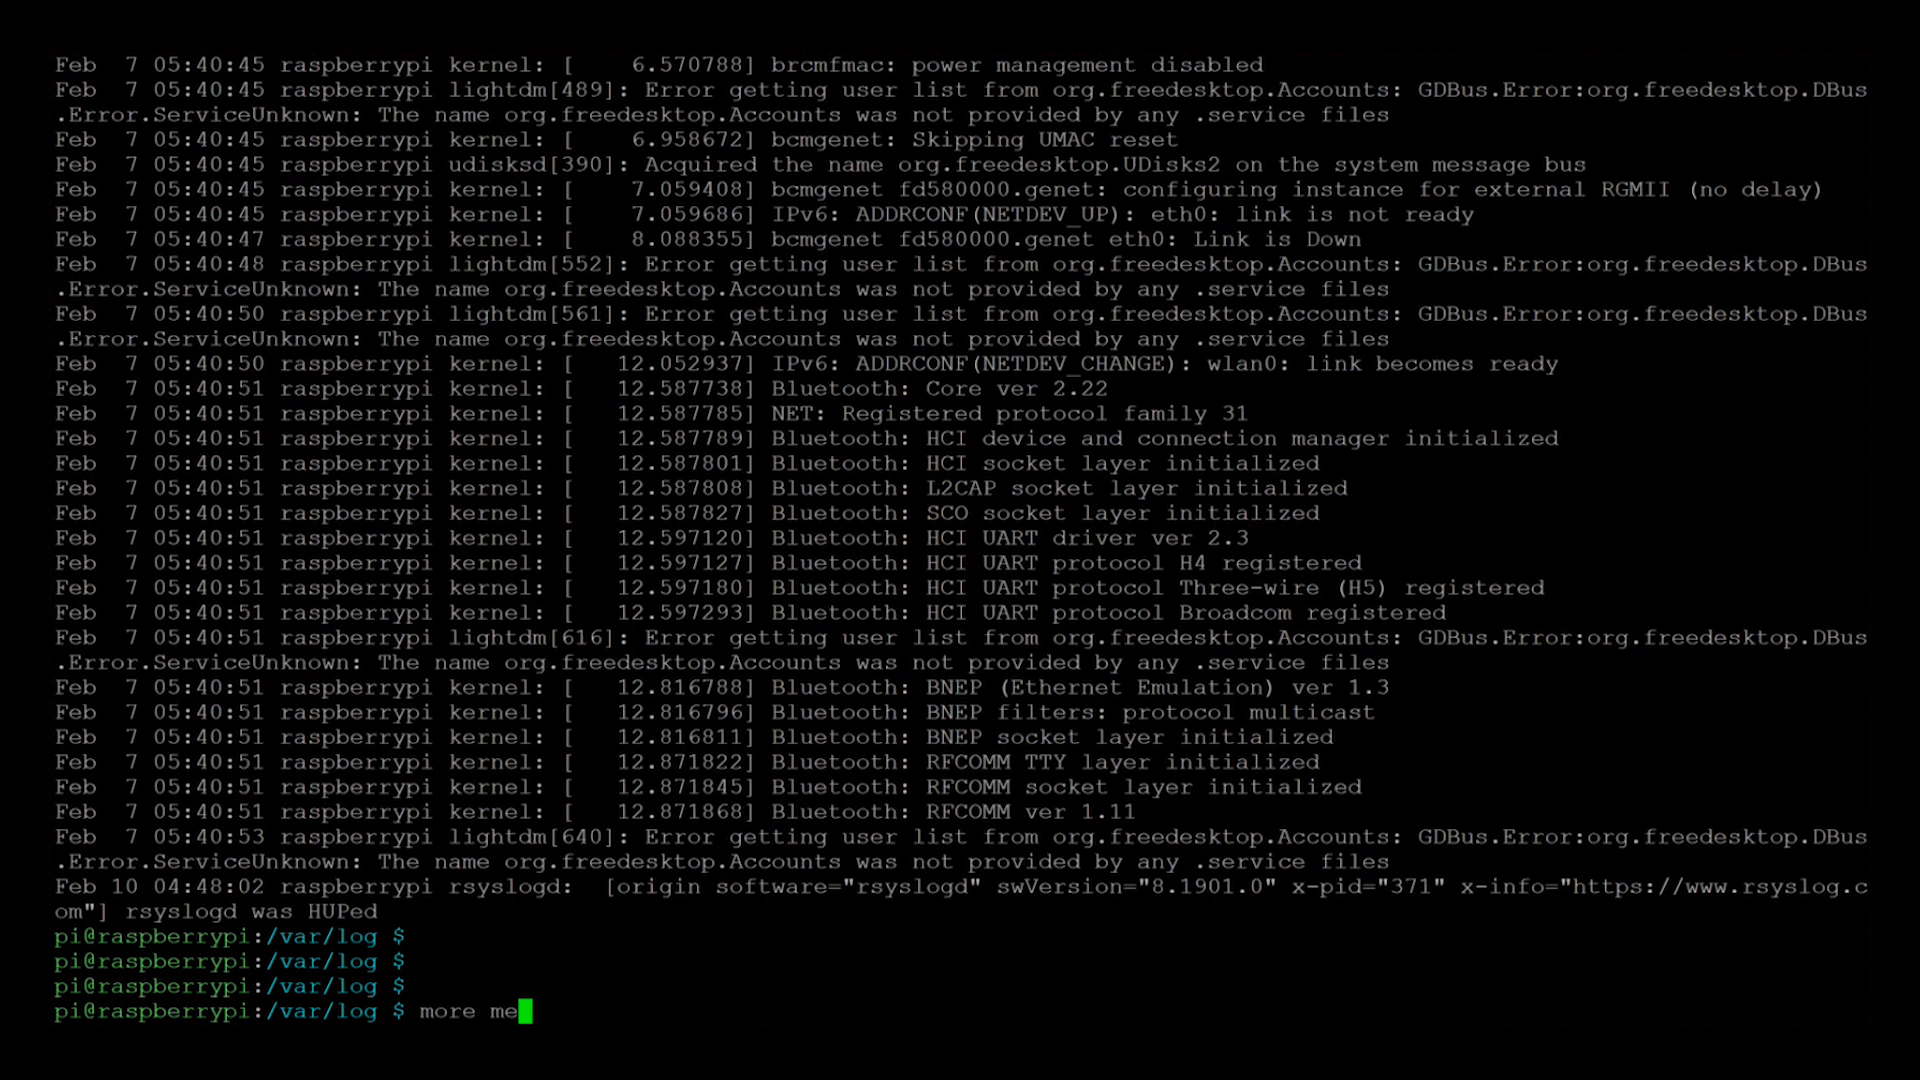 Feb  7 05:40:45 raspberrypi kernel: [    6.570788] brcmfmac: power management disabled
Feb  7 05:40:45 raspberrypi lightdm[489]: Error getting user list from org.freedesktop.Accounts: GDBus.Error:org.freedesktop.DBus
.Error.ServiceUnknown: The name org.freedesktop.Accounts was not provided by any .service files
Feb  7 05:40:45 raspberrypi kernel: [    6.958672] bcmgenet: Skipping UMAC reset
Feb  7 05:40:45 raspberrypi udisksd[390]: Acquired the name org.freedesktop.UDisks2 on the system message bus
Feb  7 05:40:45 raspberrypi kernel: [    7.059408] bcmgenet fd580000.genet: configuring instance for external RGMII (no delay)
Feb  7 05:40:45 raspberrypi kernel: [    7.059686] IPv6: ADDRCONF(NETDEV_UP): eth0: link is not ready
Feb  7 05:40:47 raspberrypi kernel: [    8.088355] bcmgenet fd580000.genet eth0: Link is Down
Feb  7 05:40:48 raspberrypi lightdm[552]: Error getting user list from org.freedesktop.Accounts: GDBus.Error:org.freedesktop.DBus
.Error.ServiceUnknown: The name org.freedesktop.Accounts was not provided by any .service files
Feb  7 05:40:50 raspberrypi lightdm[561]: Error getting user list from org.freedesktop.Accounts: GDBus.Error:org.freedesktop.DBus
.Error.ServiceUnknown: The name org.freedesktop.Accounts was not provided by any .service files
Feb  7 05:40:50 raspberrypi kernel: [   12.052937] IPv6: ADDRCONF(NETDEV_CHANGE): wlan0: link becomes ready
Feb  7 05:40:51 raspberrypi kernel: [   12.587738] Bluetooth: Core ver 2.22
Feb  7 05:40:51 raspberrypi kernel: [   12.587785] NET: Registered protocol family 31
Feb  7 05:40:51 raspberrypi kernel: [   12.587789] Bluetooth: HCI device and connection manager initialized
Feb  7 05:40:51 raspberrypi kernel: [   12.587801] Bluetooth: HCI socket layer initialized
Feb  7 05:40:51 raspberrypi kernel: [   12.587808] Bluetooth: L2CAP socket layer initialized
Feb  7 05:40:51 raspberrypi kernel: [   12.587827] Bluetooth: SCO socket layer initialized
Feb  7 05:40:51 raspberrypi kernel: [   12.597120] Bluetooth: HCI UART driver ver 2.3
Feb  7 05:40:51 raspberrypi kernel: [   12.597127] Bluetooth: HCI UART protocol H4 registered
Feb  7 05:40:51 raspberrypi kernel: [   12.597180] Bluetooth: HCI UART protocol Three-wire (H5) registered
Feb  7 05:40:51 raspberrypi kernel: [   12.597293] Bluetooth: HCI UART protocol Broadcom registered
Feb  7 05:40:51 raspberrypi lightdm[616]: Error getting user list from org.freedesktop.Accounts: GDBus.Error:org.freedesktop.DBus
.Error.ServiceUnknown: The name org.freedesktop.Accounts was not provided by any .service files
Feb  7 05:40:51 raspberrypi kernel: [   12.816788] Bluetooth: BNEP (Ethernet Emulation) ver 1.3
Feb  7 05:40:51 raspberrypi kernel: [   12.816796] Bluetooth: BNEP filters: protocol multicast
Feb  7 05:40:51 raspberrypi kernel: [   12.816811] Bluetooth: BNEP socket layer initialized
Feb  7 05:40:51 raspberrypi kernel: [   12.871822] Bluetooth: RFCOMM TTY layer initialized
Feb  7 05:40:51 raspberrypi kernel: [   12.871845] Bluetooth: RFCOMM socket layer initialized
Feb  7 05:40:51 raspberrypi kernel: [   12.871868] Bluetooth: RFCOMM ver 1.11
Feb  7 05:40:53 raspberrypi lightdm[640]: Error getting user list from org.freedesktop.Accounts: GDBus.Error:org.freedesktop.DBus
.Error.ServiceUnknown: The name org.freedesktop.Accounts was not provided by any .service files
Feb 10 04:48:02 raspberrypi rsyslogd:  [origin software="rsyslogd" swVersion="8.1901.0" x-pid="371" x-info="https://www.rsyslog.c
om"] rsyslogd was HUPed
pi@raspberrypi:/var/log $
pi@raspberrypi:/var/log $
pi@raspberrypi:/var/log $
pi@raspberrypi:/var/log $ more me